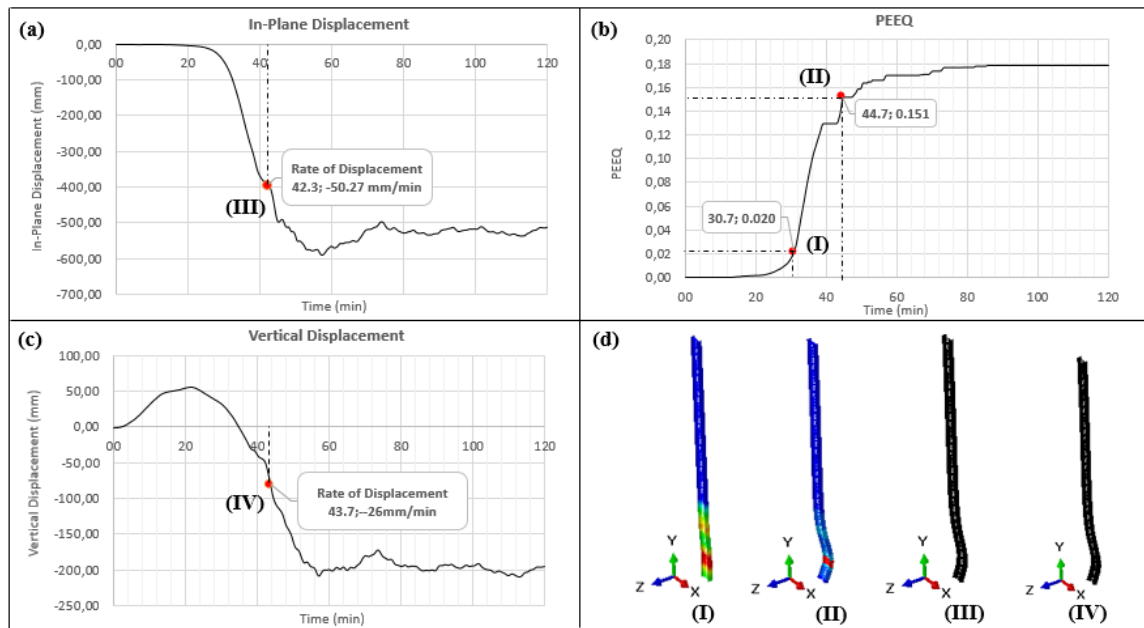 (a)
In-Plane Displacement
0,00
-100,00
-200,00
-300,00
-400,00
-500,00
-600,00
-700,00
In-Plane Displacement (mm)
00 20 40 60 80 100 120
Rate of Displacement
42.3; -50.27 mm/min
(III)
Time (min)
(b)
PEEQ
0,20
0,18
0,16
0,14
0,12
0,10
0,08
0,06
0,04
0,02
0,00
PEEQ
(II)
44.7; 0.151
30.7; 0.020
(I)
00 20 40 60 80 100 120
Time (min)
(c)
Vertical Displacement
100,00
50,00
0,00
-50,00
-100,00
-150,00
-200,00
-250,00
Vertical Displacement (mm)
00 20 40 60 80 100 120
Rate of Displacement
43.7;--26mm/min
(IV)
Time (min)
(d)
Y
Z
X
(I)
Y
Z
X
(II)
Y
Z
X
(III)
Y
Z
X
(IV)